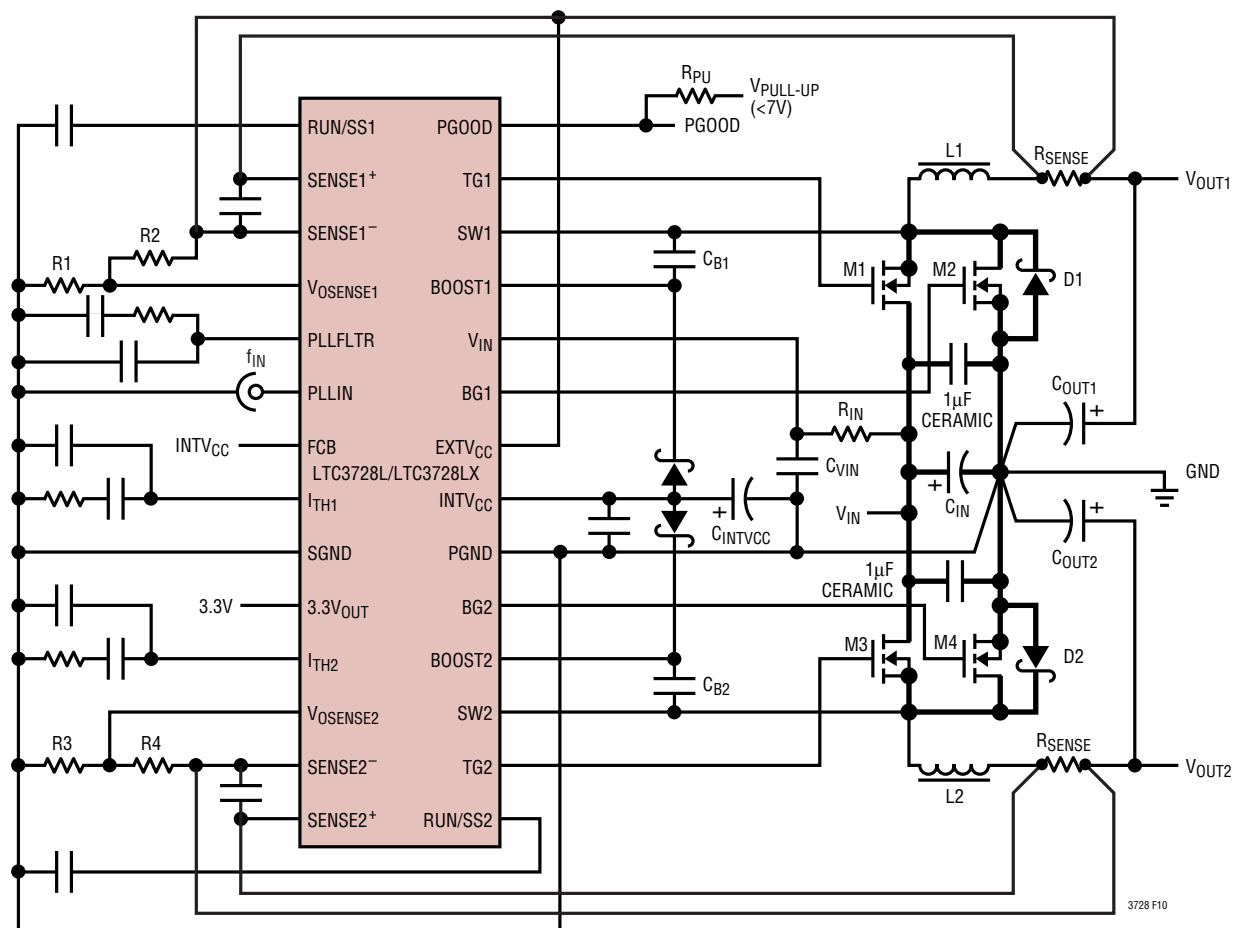 R_PU
V_PULL-UP
(<7V)
RUN/SS1
PGOOD
PGOOD
L1
R_SENSE
SENSE1+
TG1
V_OUT1
R2
SENSE1–
SW1
R1
C_B1
M1
M2
D1
V_OSENSE1
BOOST1
PLLFLTR
V_IN
f_IN
PLLIN
BG1
1µF
CERAMIC
C_OUT1
+
R_IN
INTV_CC
FCB
EXTV_CC
LTC3728L/LTC3728LX
C_VIN
GND
I_TH1
INTV_CC
+
C_INTVCC
+
C_IN
V_IN
+
C_OUT2
SGND
PGND
1µF
CERAMIC
3.3V
3.3V_OUT
BG2
M3
M4
D2
I_TH2
BOOST2
C_B2
V_OSENSE2
SW2
R3
R4
R_SENSE
SENSE2–
TG2
V_OUT2
L2
SENSE2+
RUN/SS2
3728 F10